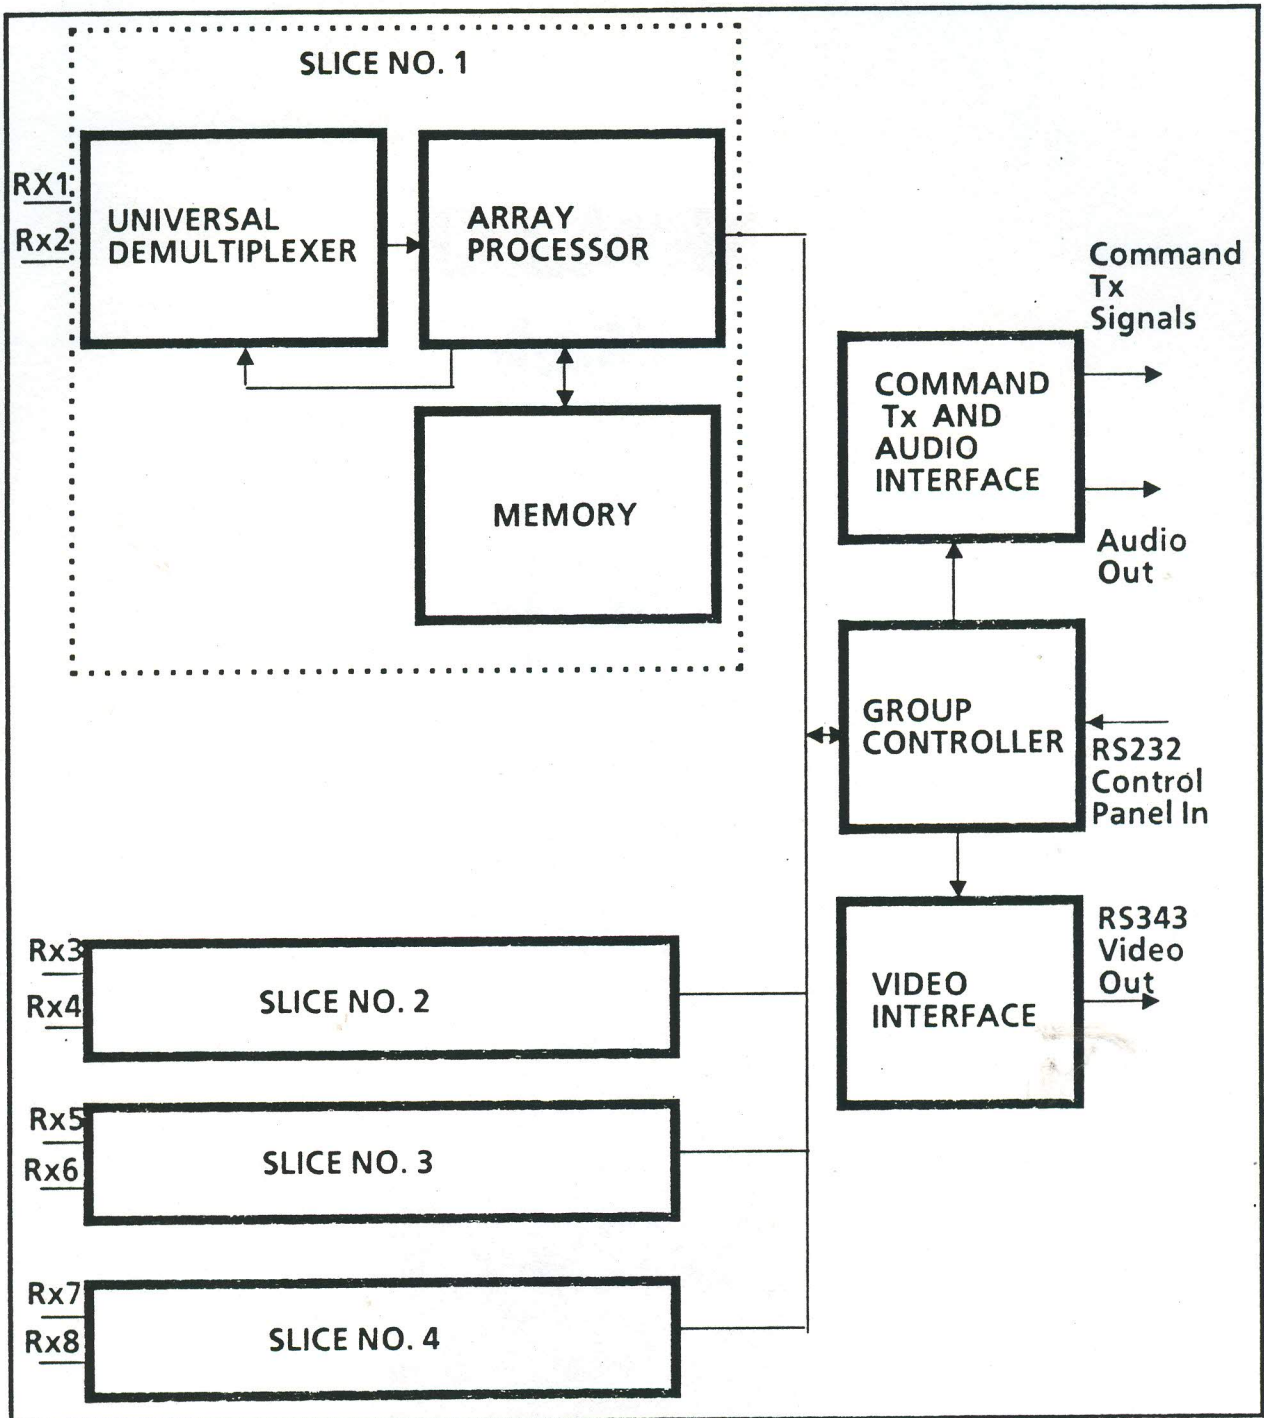 SLICE NO. 1
RX1
Rx2
UNIVERSAL
DEMULTIPLEXER
ARRAY
PROCESSOR
MEMORY
Command
Tx
Signals
COMMAND
Tx AND
AUDIO
INTERFACE
Audio
Out
GROUP
CONTROLLER
RS232
Control
Panel In
RS343
Video
Out
VIDEO
INTERFACE
Rx3
Rx4
SLICE NO. 2
Rx5
Rx6
SLICE NO. 3
Rx7
Rx8
SLICE NO. 4